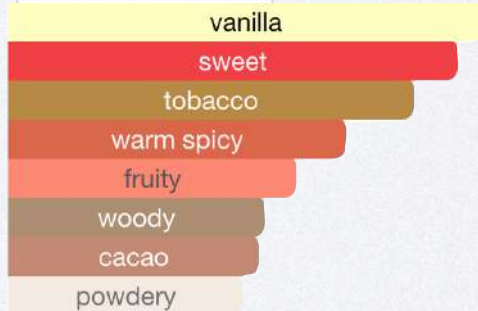 vanilla
sweet
tobacco
warm spicy
fruity
woody
cacao
powdery